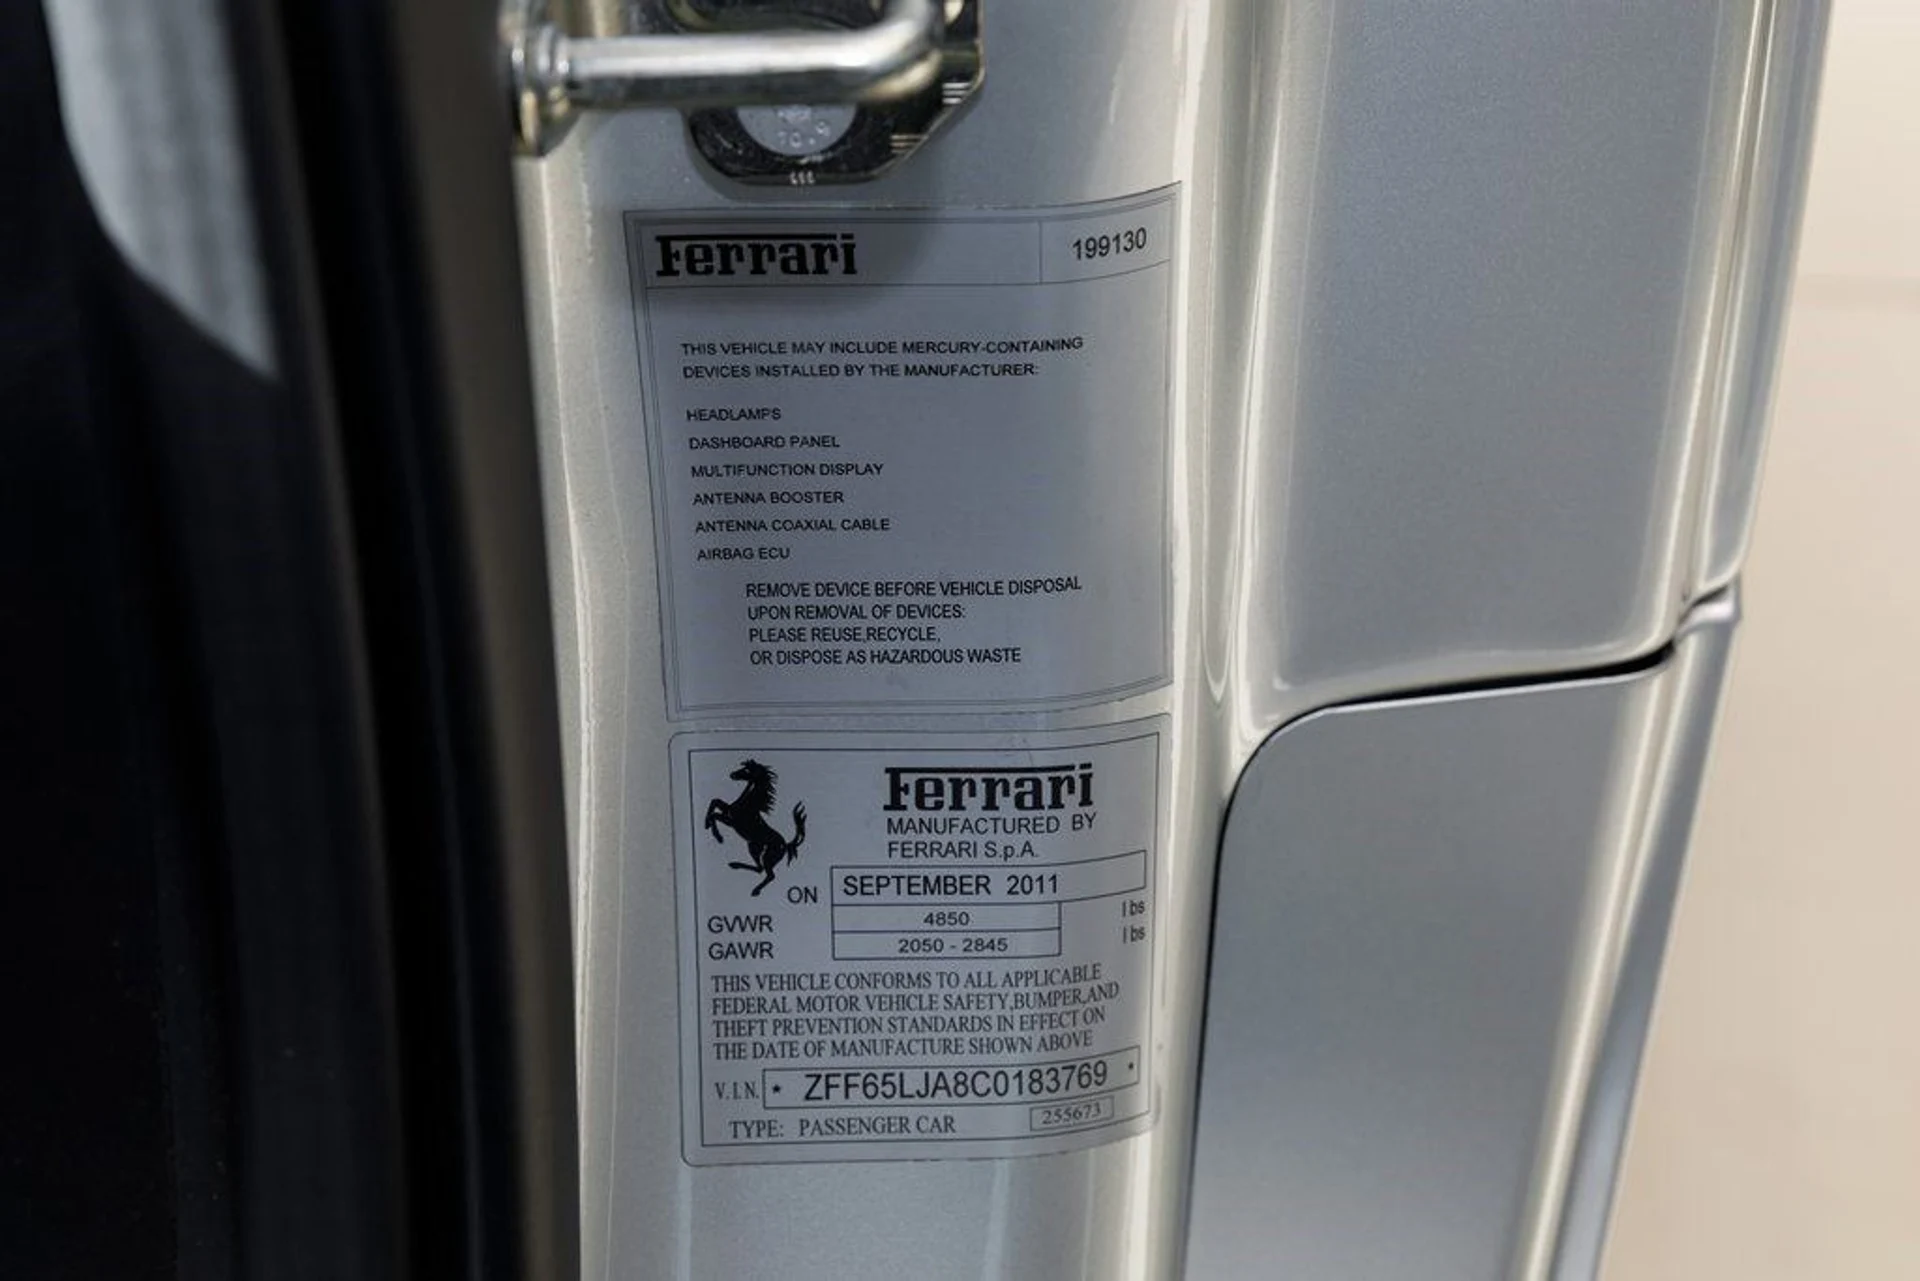 10.9
Ferrari 199130
THIS VEHICLE MAY INCLUDE MERCURY-CONTAINING
DEVICES INSTALLED BY THE MANUFACTURER:
HEADLAMPS
DASHBOARD PANEL
MULTIFUNCTION DISPLAY
ANTENNA BOOSTER
ANTENNA COAXIAL CABLE
AIRBAG ECU
REMOVE DEVICE BEFORE VEHICLE DISPOSAL
UPON REMOVAL OF DEVICES:
PLEASE REUSE,RECYCLE,
OR DISPOSE AS HAZARDOUS WASTE
Ferrari
MANUFACTURED BY
FERRARI S.p.A.
ON SEPTEMBER 2011
GVWR 4850 lbs
GAWR 2050 - 2845 lbs
THIS VEHICLE CONFORMS TO ALL APPLICABLE
FEDERAL MOTOR VEHICLE SAFETY,BUMPER,AND
THEFT PREVENTION STANDARDS IN EFFECT ON
THE DATE OF MANUFACTURE SHOWN ABOVE
V.I.N. * ZFF65LJA8C0183769 *
TYPE: PASSENGER CAR 255673